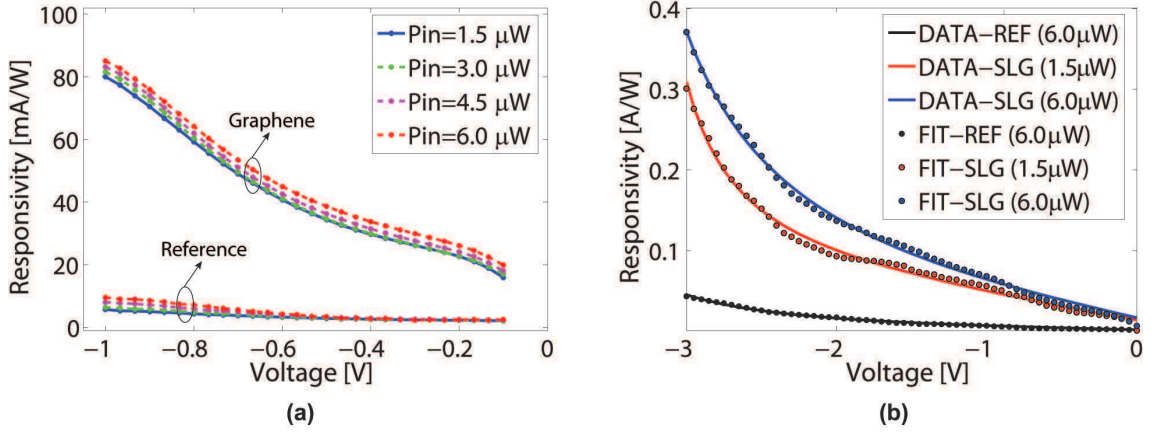 100
80
60
40
20
0
Responsivity [mA/W]
Pin=1.5 μW
Pin=3.0 μW
Pin=4.5 μW
Pin=6.0 μW
Graphene
Reference
−1
−0.8
−0.6
−0.4
−0.2
0
Voltage [V]
(a)
0.4
0.3
0.2
0.1
Responsivity [A/W]
DATA−REF (6.0μW)
DATA−SLG (1.5μW)
DATA−SLG (6.0μW)
FIT−REF (6.0μW)
FIT−SLG (1.5μW)
FIT−SLG (6.0μW)
−3
−2
−1
0
Voltage [V]
(b)